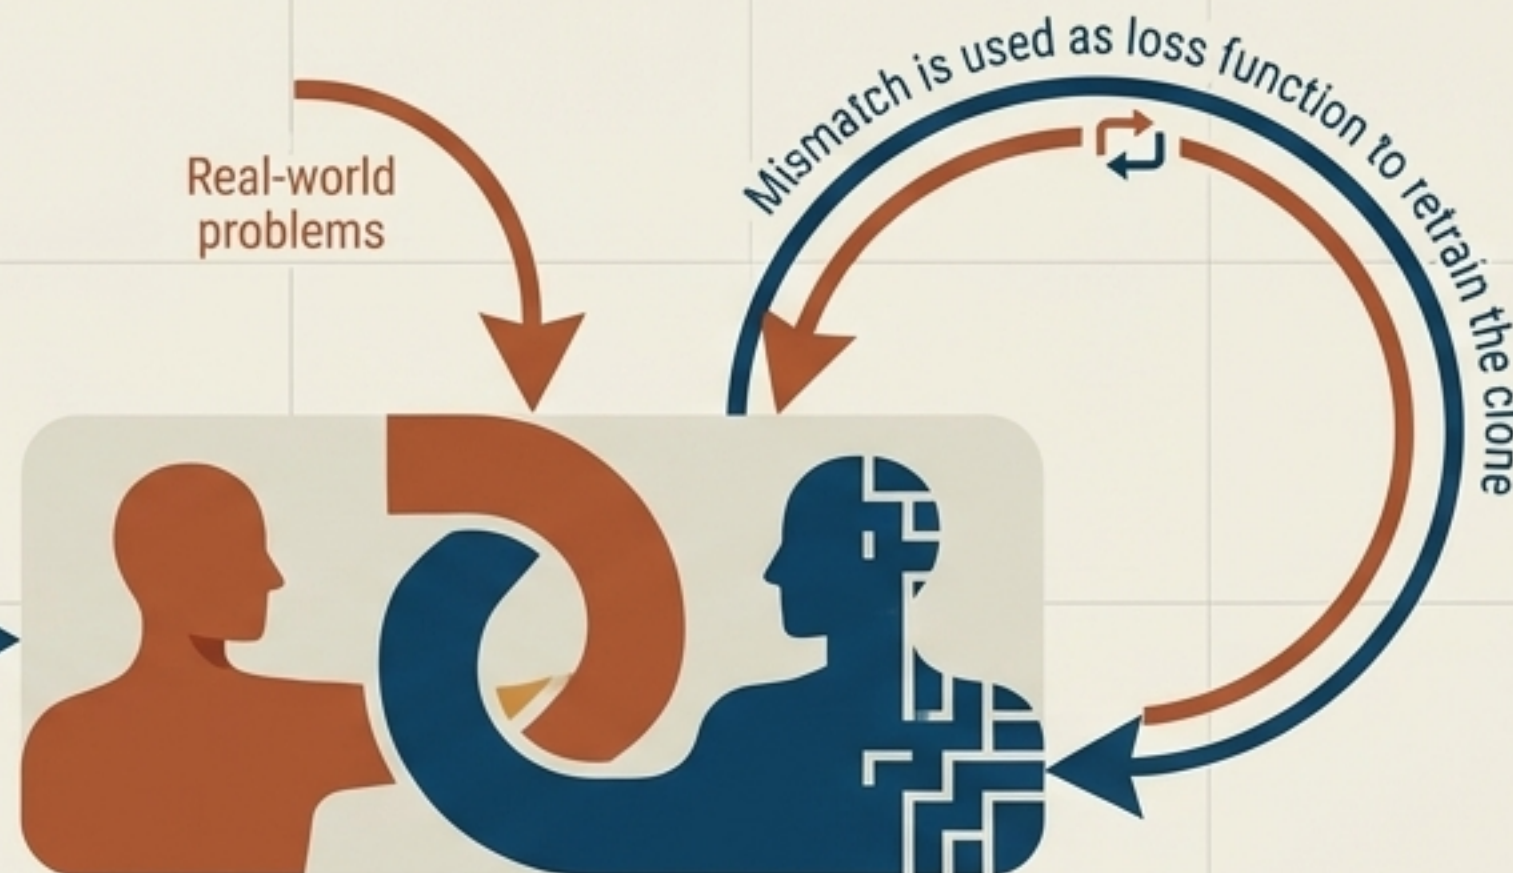 Real-world
problems
Mismatch is used as loss function to retrain the clone